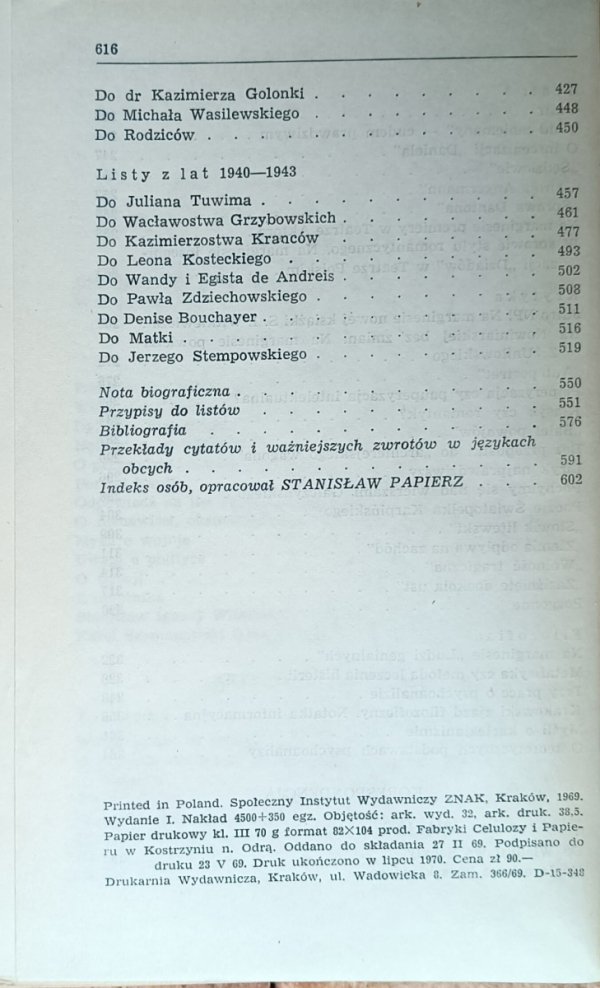 616
Do dr Kazimierza Golonki . . . . . . . . . 427
Do Michała Wasilewskiego . . . . . . . . . 448
Do Rodziców . . . . . . . . . . . . . 450
Listy z lat 1940—1943
Do Juliana Tuwima . . . . . . . . . . . 457
Do Wacławostwa Grzybowskich . . . . . . . . 461
Do Kazimierzostwa Kranców . . . . . . . . 477
Do Leona Kosteckiego . . . . . . . . . . 493
Do Wandy i Egista de Andreis . . . . . . . . 502
Do Pawła Zdziechowskiego . . . . . . . . . 508
Do Denise Bouchayer . . . . . . . . . . . 511
Do Matki . . . . . . . . . . . . . . 516
Do Jerzego Stempowskiego . . . . . . . . . 519
Nota biograficzna . . . . . . . . . . . . 550
Przypisy do listów . . . . . . . . . . . 551
Bibliografia . . . . . . . . . . . . . 576
Przekłady cytatów i ważniejszych zwrotów w językach
obcych . . . . . . . . . . . . . . 591
Indeks osób, opracował STANISŁAW PAPIERZ . . . 602
Printed in Poland. Społeczny Instytut Wydawniczy ZNAK, Kraków, 1969.
Wydanie I. Nakład 4500+350 egz. Objętość: ark. wyd. 32, ark. druk. 38,5.
Papier drukowy kl. III 70 g format 82×104 prod. Fabryki Celulozy i Papie-
ru w Kostrzyniu n. Odrą. Oddano do składania 27 II 69. Podpisano do
druku 23 V 69. Druk ukończono w lipcu 1970. Cena zł 90.—
Drukarnia Wydawnicza, Kraków, ul. Wadowicka 8. Zam. 366/69. D-15-348